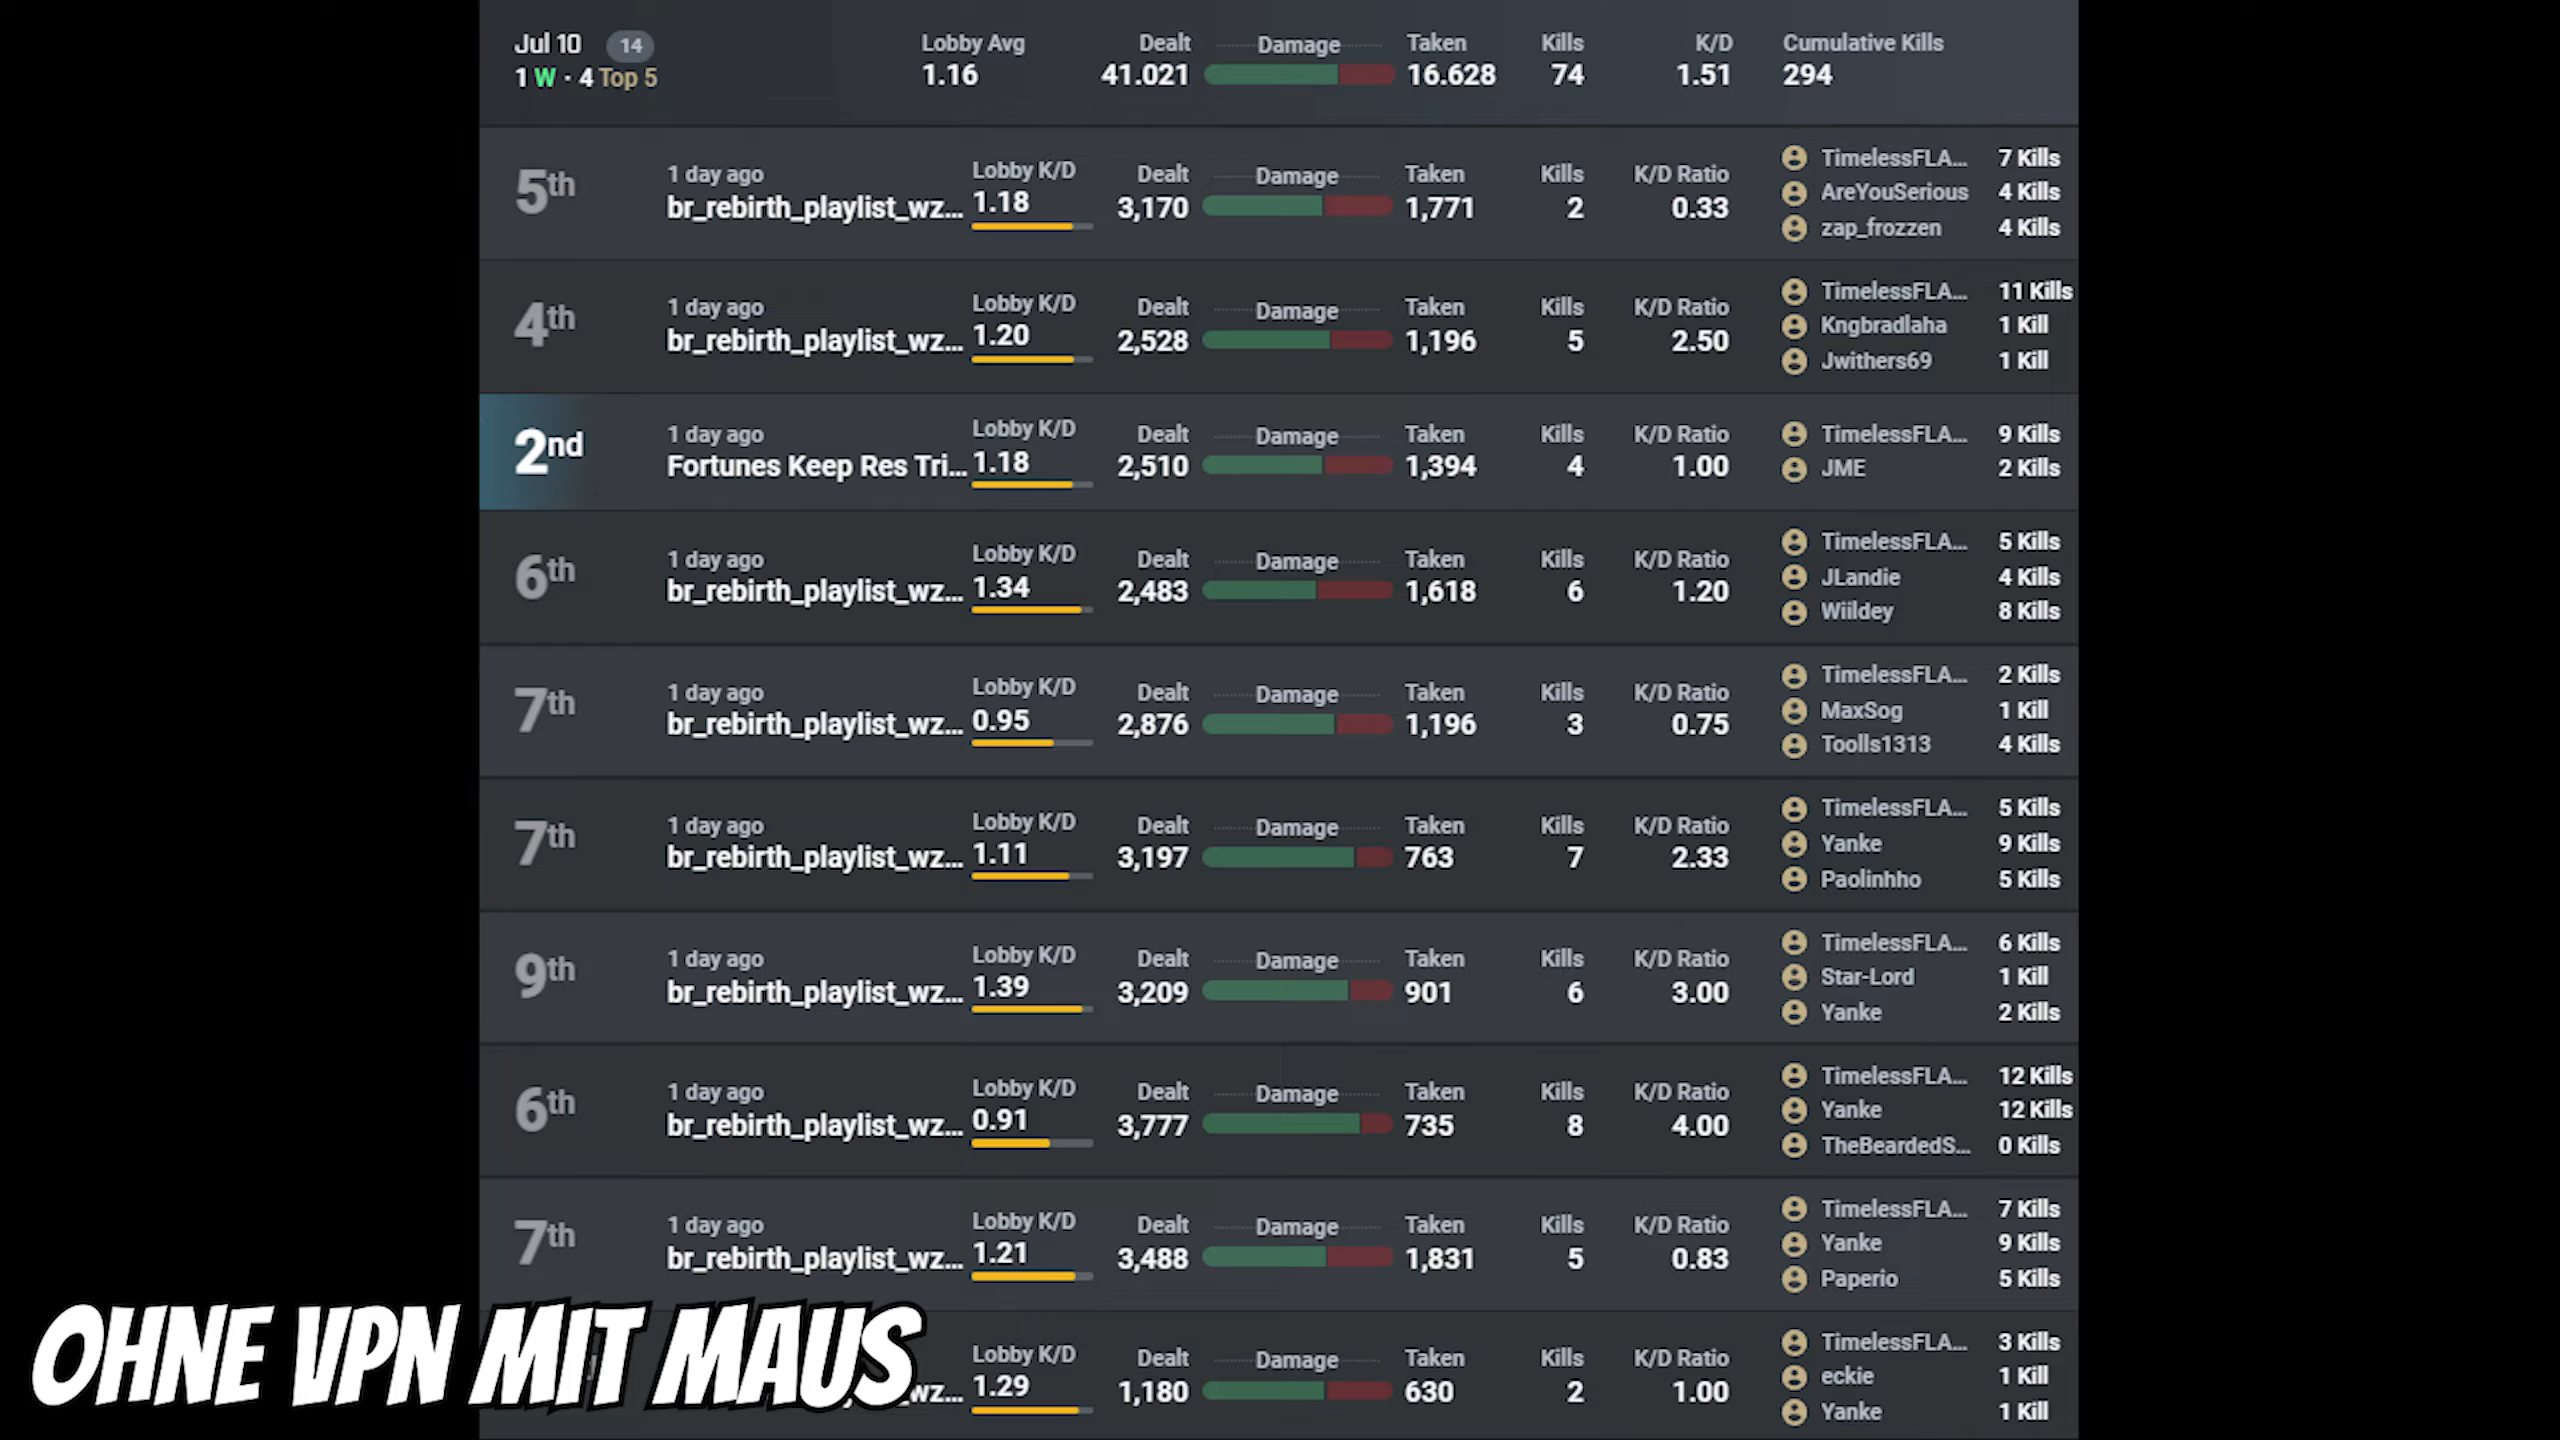 Jul 10 14 Lobby Avg Dealt Damage Taken Kills K/D Cumulative Kills
1 W · 4 Top 5 1.16 41.021 16.628 74 1.51 294
5th 1 day ago Lobby K/D Dealt Damage Taken Kills K/D Ratio TimelessFLA... 7 Kills
br_rebirth_playlist_wz... 1.18 3,170 1,771 2 0.33 AreYouSerious 4 Kills
zap_frozzen 4 Kills
4th 1 day ago Lobby K/D Dealt Damage Taken Kills K/D Ratio TimelessFLA... 11 Kills
br_rebirth_playlist_wz... 1.20 2,528 1,196 5 2.50 Kngbradlaha 1 Kill
Jwithers69 1 Kill
2nd 1 day ago Lobby K/D Dealt Damage Taken Kills K/D Ratio TimelessFLA... 9 Kills
Fortunes Keep Res Tri... 1.18 2,510 1,394 4 1.00 JME 2 Kills
6th 1 day ago Lobby K/D Dealt Damage Taken Kills K/D Ratio TimelessFLA... 5 Kills
br_rebirth_playlist_wz... 1.34 2,483 1,618 6 1.20 JLandie 4 Kills
Wiildey 8 Kills
7th 1 day ago Lobby K/D Dealt Damage Taken Kills K/D Ratio TimelessFLA... 2 Kills
br_rebirth_playlist_wz... 0.95 2,876 1,196 3 0.75 MaxSog 1 Kill
Toolls1313 4 Kills
7th 1 day ago Lobby K/D Dealt Damage Taken Kills K/D Ratio TimelessFLA... 5 Kills
br_rebirth_playlist_wz... 1.11 3,197 763 7 2.33 Yanke 9 Kills
Paolinhho 5 Kills
9th 1 day ago Lobby K/D Dealt Damage Taken Kills K/D Ratio TimelessFLA... 6 Kills
br_rebirth_playlist_wz... 1.39 3,209 901 6 3.00 Star-Lord 1 Kill
Yanke 2 Kills
6th 1 day ago Lobby K/D Dealt Damage Taken Kills K/D Ratio TimelessFLA... 12 Kills
br_rebirth_playlist_wz... 0.91 3,777 735 8 4.00 Yanke 12 Kills
TheBeardedS... 0 Kills
7th 1 day ago Lobby K/D Dealt Damage Taken Kills K/D Ratio TimelessFLA... 7 Kills
br_rebirth_playlist_wz... 1.21 3,488 1,831 5 0.83 Yanke 9 Kills
Paperio 5 Kills
Lobby K/D Dealt Damage Taken Kills K/D Ratio TimelessFLA... 3 Kills
wz... 1.29 1,180 630 2 1.00 eckie 1 Kill
Yanke 1 Kill
OHNE VPN MIT MAUS